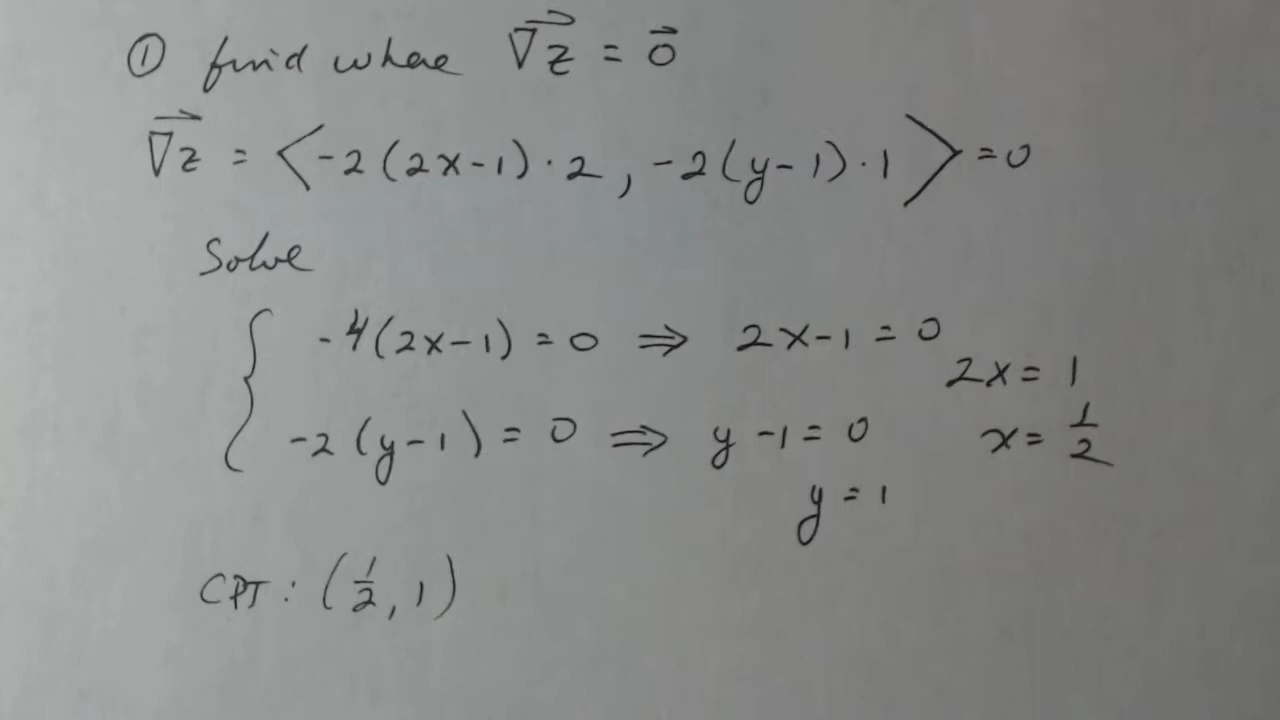 ① find where ∇⃗z = 0⃗
∇⃗z = ⟨-2(2x-1)·2, -2(y-1)·1⟩ = 0
Solve
-4(2x-1) = 0 ⇒ 2x-1 = 0
2x = 1
-2(y-1) = 0 ⇒ y-1 = 0
x = 1/2
y = 1
CPT: (1/2, 1)